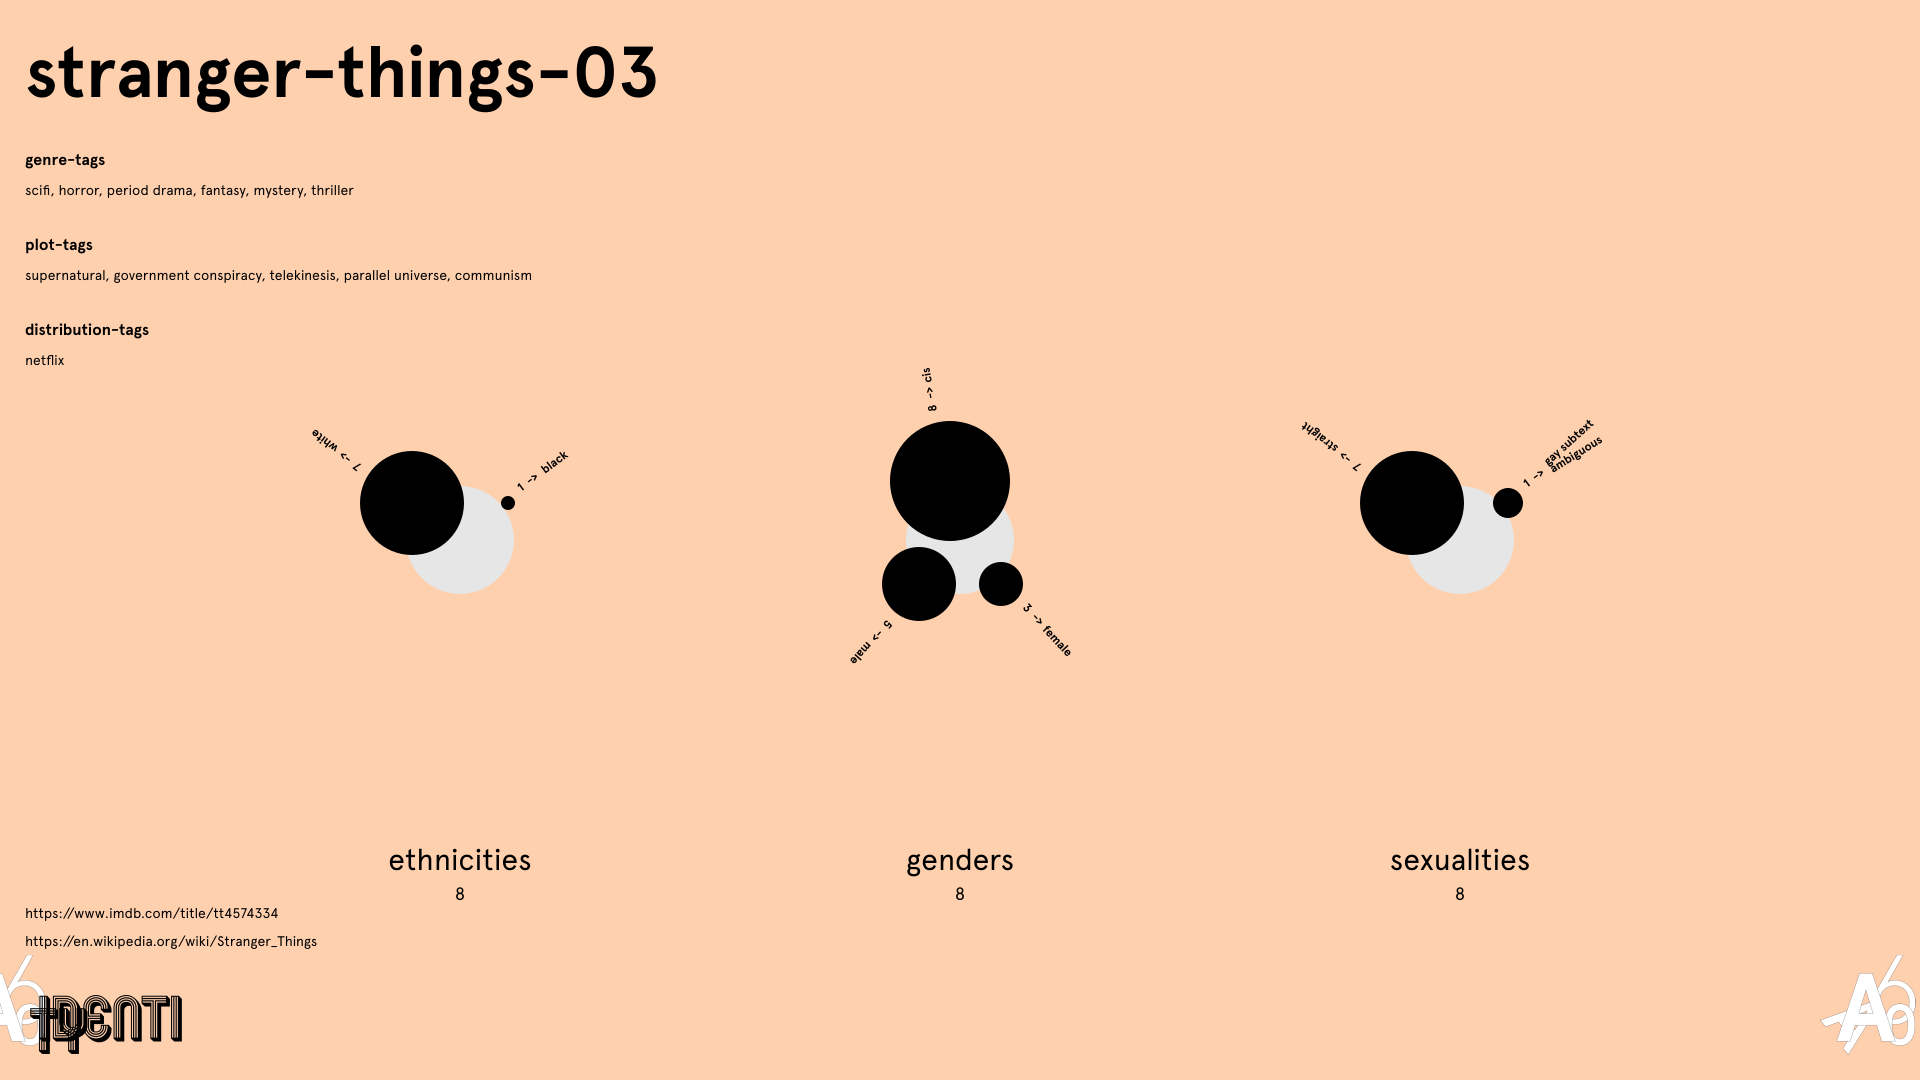 stranger-things-03
genre-tags
scifi, horror, period drama, fantasy, mystery, thriller
plot-tags
supernatural, government conspiracy, telekinesis, parallel universe, communism
distribution-tags
netflix
7 -> white
1 -> black
8 -> cis
5 -> male
3 -> female
7 -> straight
1 -> gay subtext
ambiguous
ethnicities
8
genders
8
sexualities
8
https://www.imdb.com/title/tt4574334
https://en.wikipedia.org/wiki/Stranger_Things
IDENTI